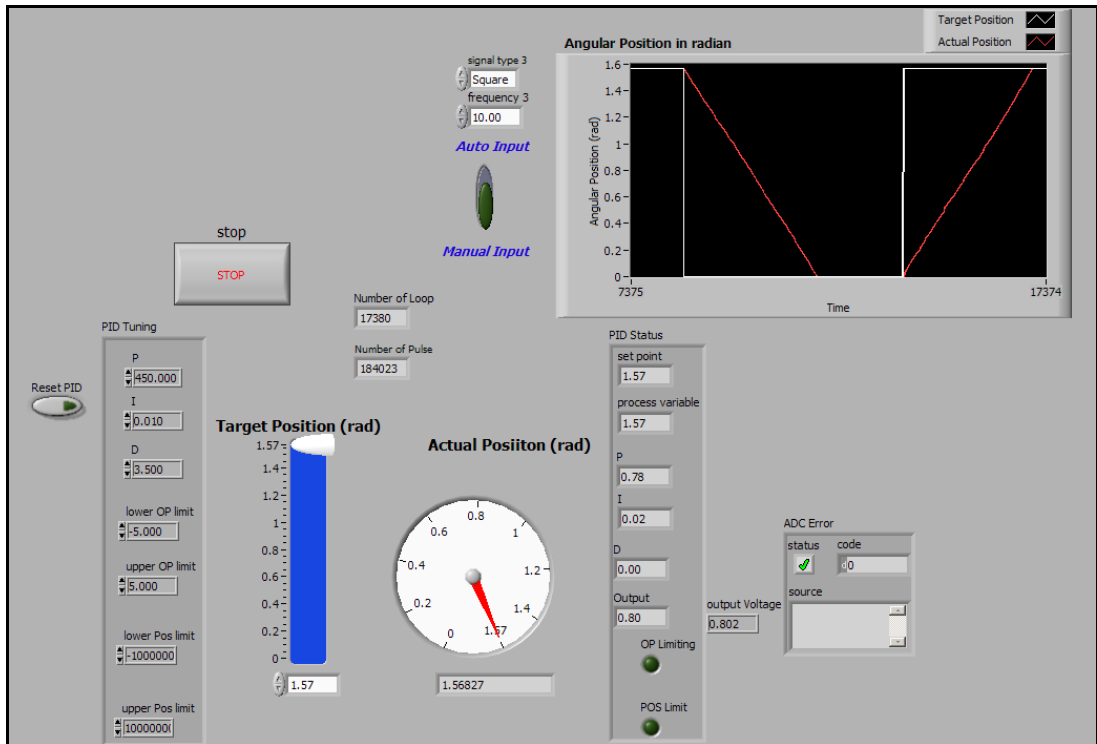 Target Position
Actual Position
Angular Position in radian
signal type 3
Square
frequency 3
10.00
Auto Input
Manual Input
1.6
1.4
1.2
1
0.8
0.6
0.4
0.2
0
Angular Position (rad)
7375
17374
Time
stop
STOP
Number of Loop
17380
Number of Pulse
184023
PID Tuning
P
450.000
I
0.010
D
3.500
lower OP limit
-5.000
upper OP limit
5.000
lower Pos limit
-1000000
upper Pos limit
Reset PID
Target Position (rad)
1.57
1.4
1.2
1
0.8
0.6
0.4
0.2
0
1.57
Actual Posiiton (rad)
0
0.2
0.4
0.6
0.8
1
1.2
1.4
1.57
1.56827
PID Status
set point
1.57
process variable
1.57
P
0.78
I
0.02
D
0.00
Output
0.80
OP Limiting
POS Limit
output Voltage
0.802
ADC Error
status
code
d0
source